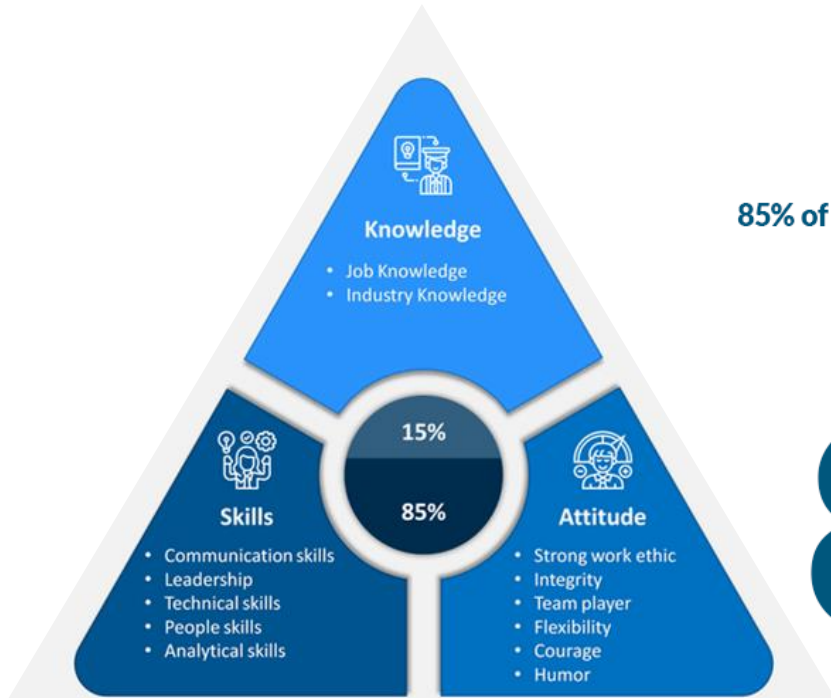 Knowledge
• Job Knowledge
• Industry Knowledge
85% of
15%
85%
Skills
• Communication skills
• Leadership
• Technical skills
• People skills
• Analytical skills
Attitude
• Strong work ethic
• Integrity
• Team player
• Flexibility
• Courage
• Humor